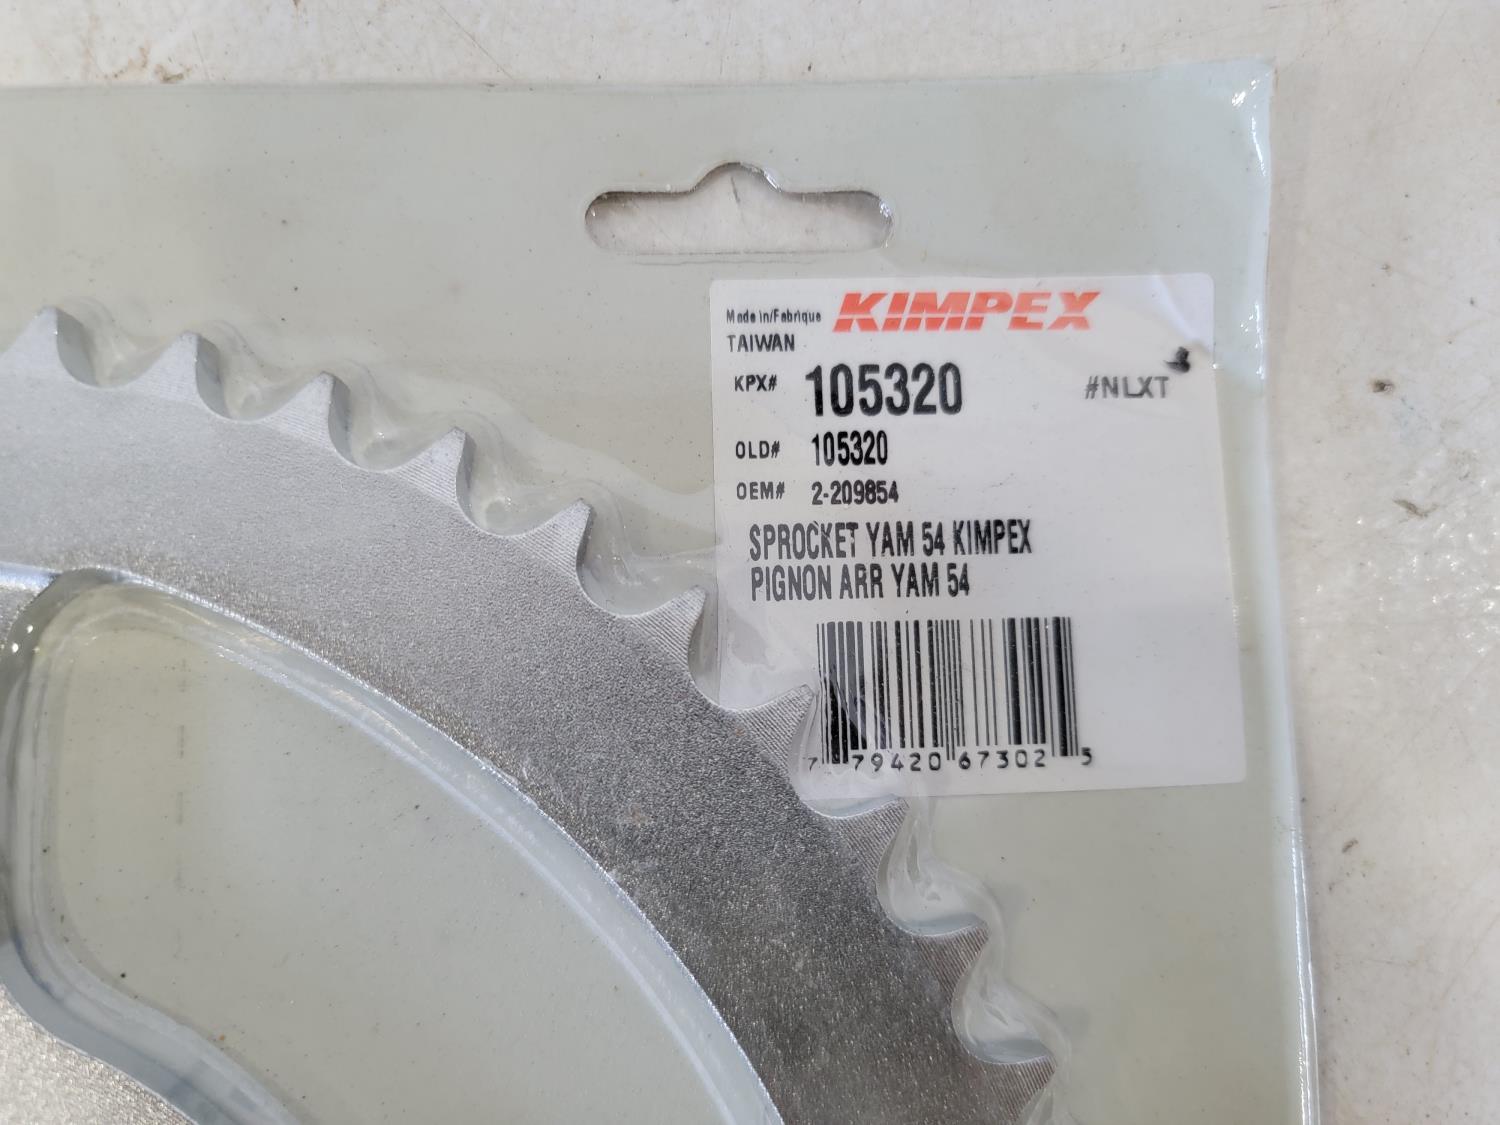 Made in/Fabrique
KIMPEX
TAIWAN
KPX# 105320 #NLXT
OLD# 105320
OEM# 2-209854
SPROCKET YAM 54 KIMPEX
PIGNON ARR YAM 54
7 79420 67302 5